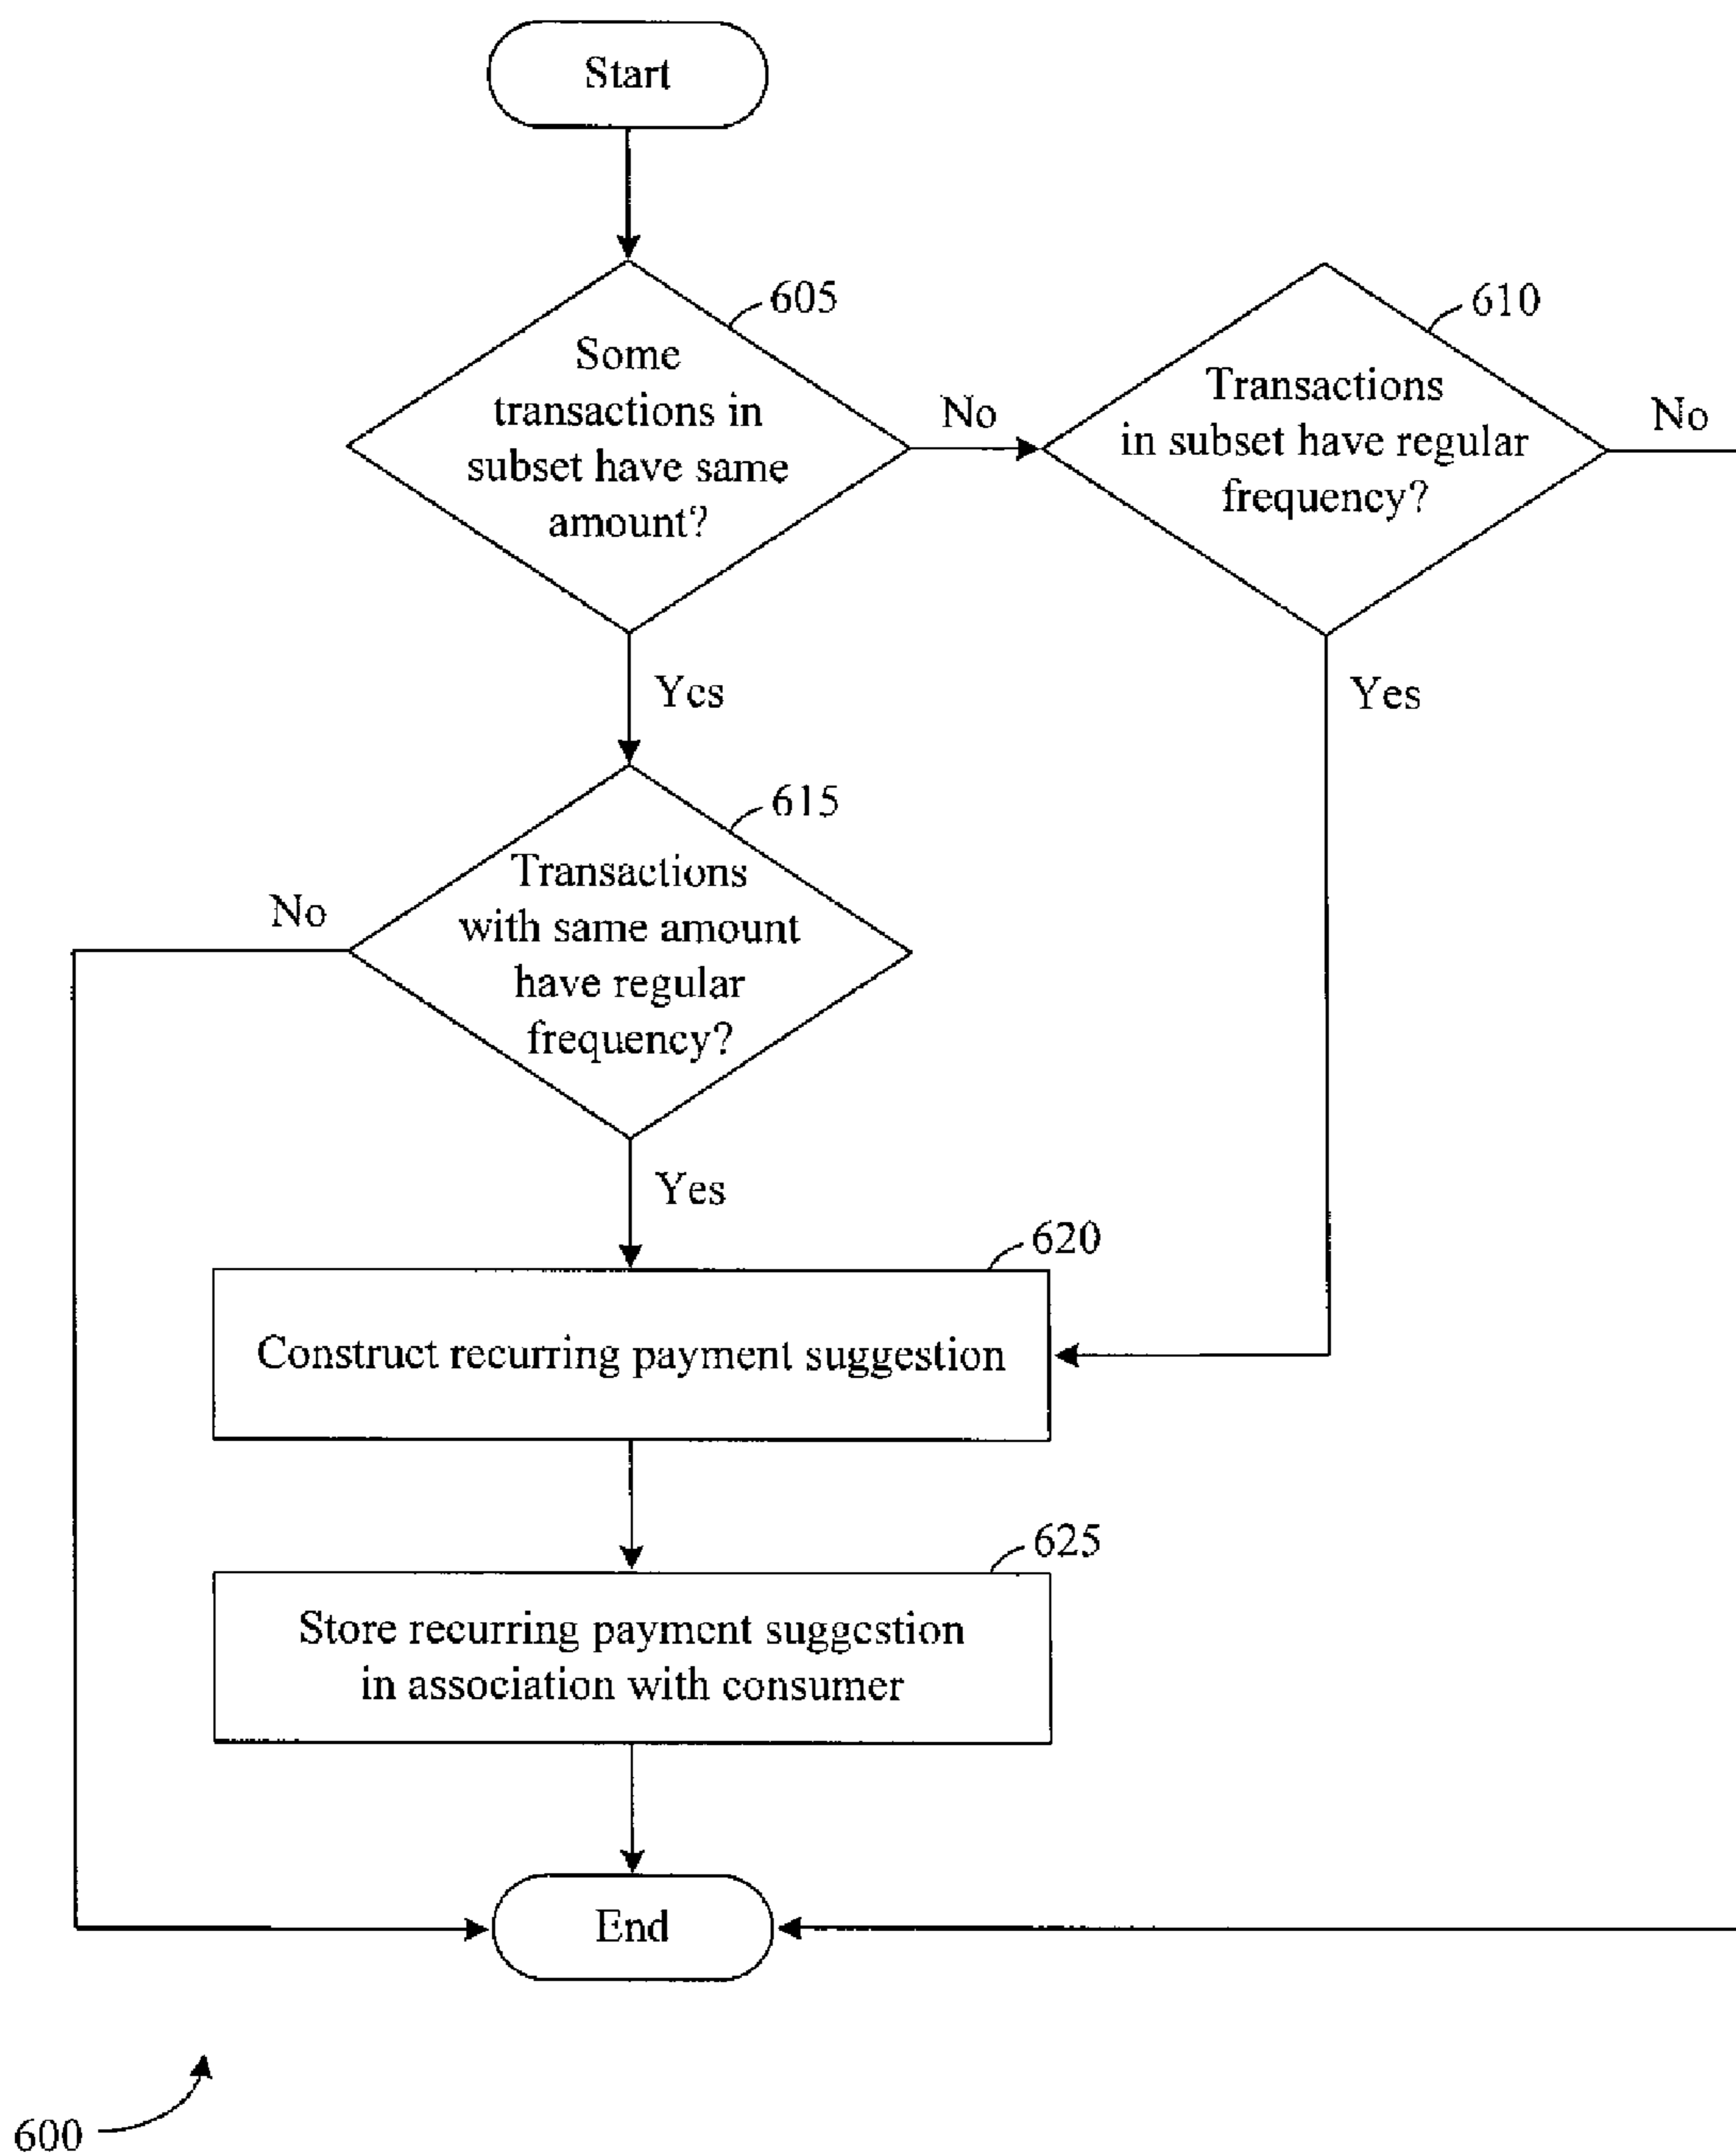 Start
605
Some
transactions in
subset have same
amount?
No
610
Transactions
in subset have regular
frequency?
No
Yes
Yes
615
Transactions
with same amount
have regular
frequency?
No
Yes
620
Construct recurring payment suggestion
625
Store recurring payment suggestion
in association with consumer
End
600